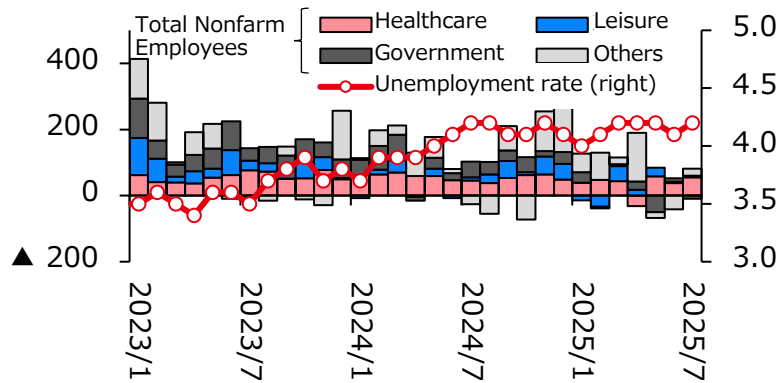 Total Nonfarm
Employees
Healthcare
Leisure
Government
Others
Unemployment rate (right)
400
200
0
▲ 200
5.0
4.5
4.0
3.5
3.0
2023/1
2023/7
2024/1
2024/7
2025/1
2025/7